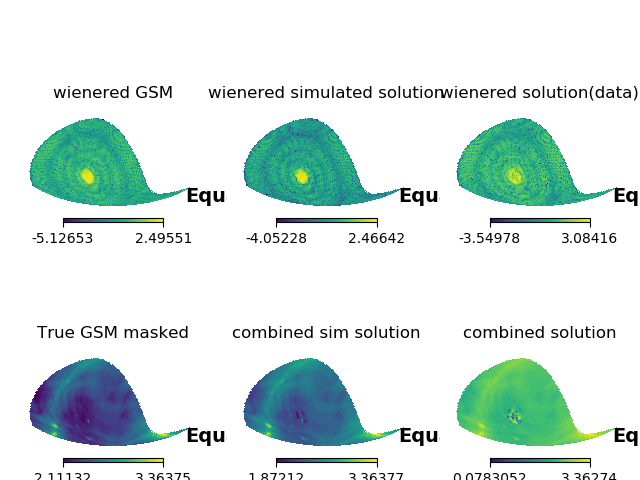 wienered GSM
wienered simulated solution
wienered solution(data)
Equ
Equ
Eq
-5.12653 2.49551
-4.05228 2.46642
-3.54978 3.08416
True GSM masked
combined sim solution
combined solution
Equ
Equ
Eq
2.11132 3.36375
1.87212 3.36377
0.0783052 3.36274